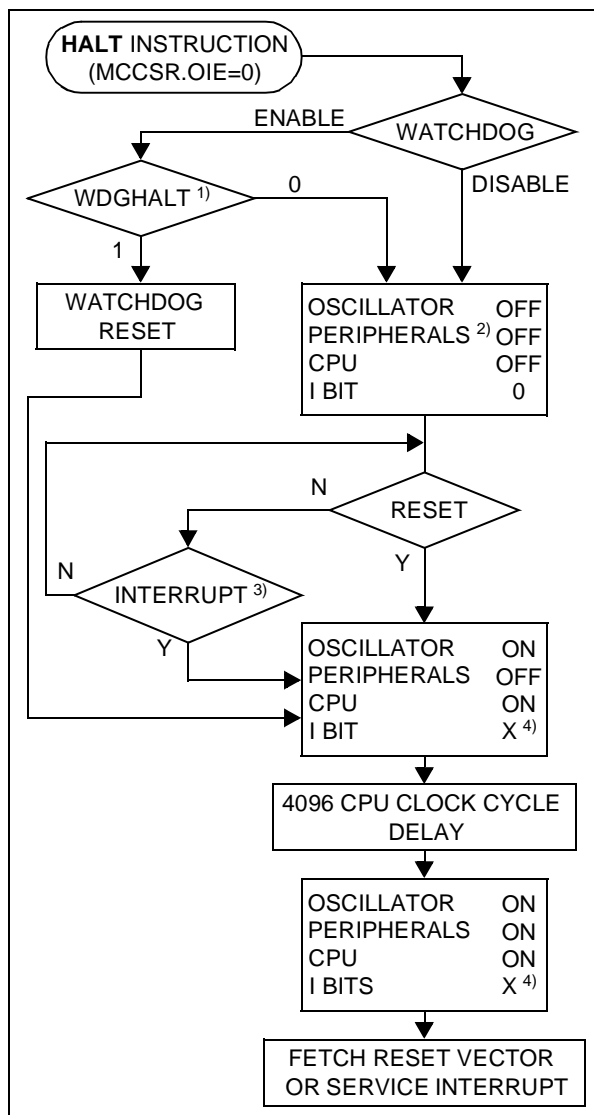 HALT INSTRUCTION
(MCCSR.OIE=0)
ENABLE
WATCHDOG
WDGHALT 1)
0
DISABLE
1
WATCHDOG
RESET
OSCILLATOR OFF
PERIPHERALS 2) OFF
CPU OFF
I BIT 0
N
RESET
N
Y
INTERRUPT 3)
Y
OSCILLATOR ON
PERIPHERALS OFF
CPU ON
I BIT X 4)
4096 CPU CLOCK CYCLE
DELAY
OSCILLATOR ON
PERIPHERALS ON
CPU ON
I BITS X 4)
FETCH RESET VECTOR
OR SERVICE INTERRUPT